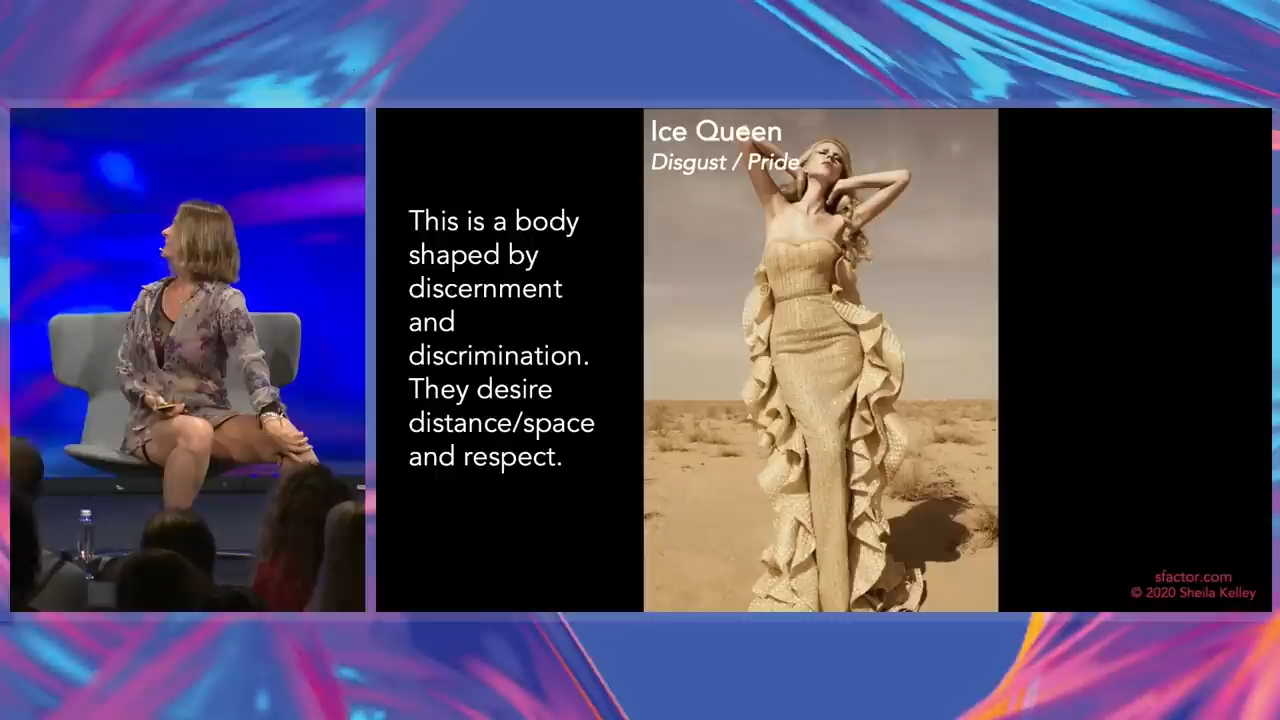 Ice Queen
Disgust / Pride
This is a body
shaped by
discernment
and
discrimination.
They desire
distance/space
and respect.
sfactor.com
© 2020 Sheila Kelley